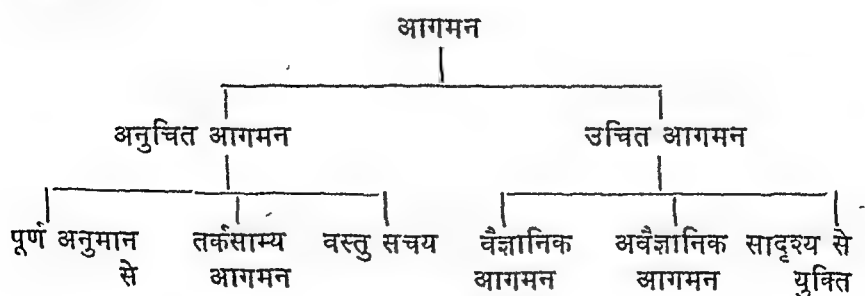 आगमन
अनुचित आगमन उचित आगमन
पूर्ण अनुमान तर्कसाम्य वस्तु सचय वैज्ञानिक अवैज्ञानिक सादृश्य से
से आगमन आगमन आगमन युक्ति